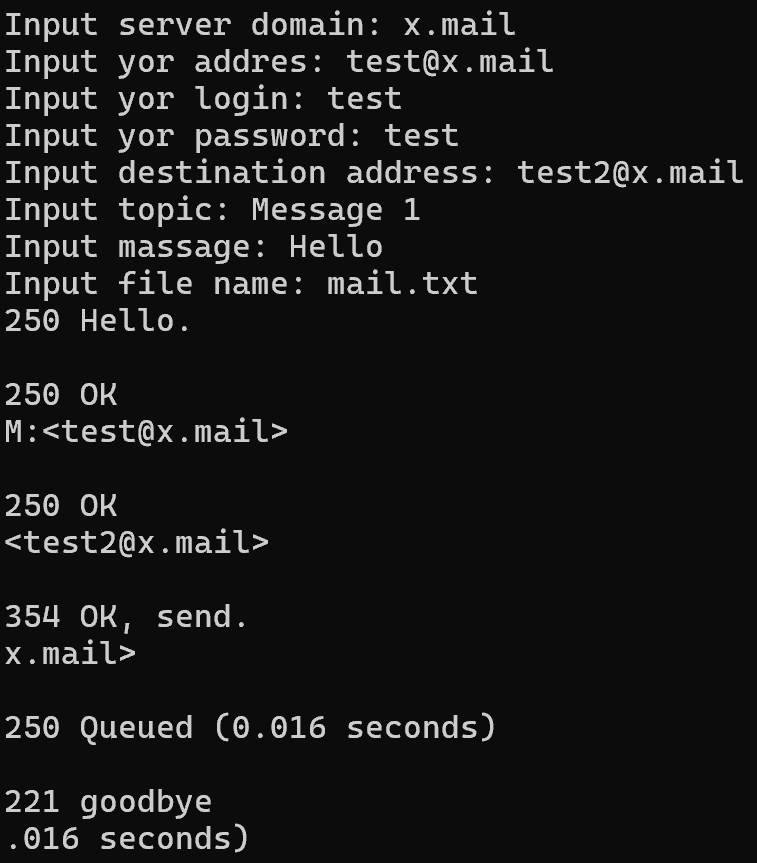 Input server domain: x.mail
Input yor addres: test@x.mail
Input yor login: test
Input yor password: test
Input destination address: test2@x.mail
Input topic: Message 1
Input massage: Hello
Input file name: mail.txt
250 Hello.
250 OK
M:<test@x.mail>
250 OK
<test2@x.mail>
354 OK, send.
x.mail>
250 Queued (0.016 seconds)
221 goodbye
.016 seconds)